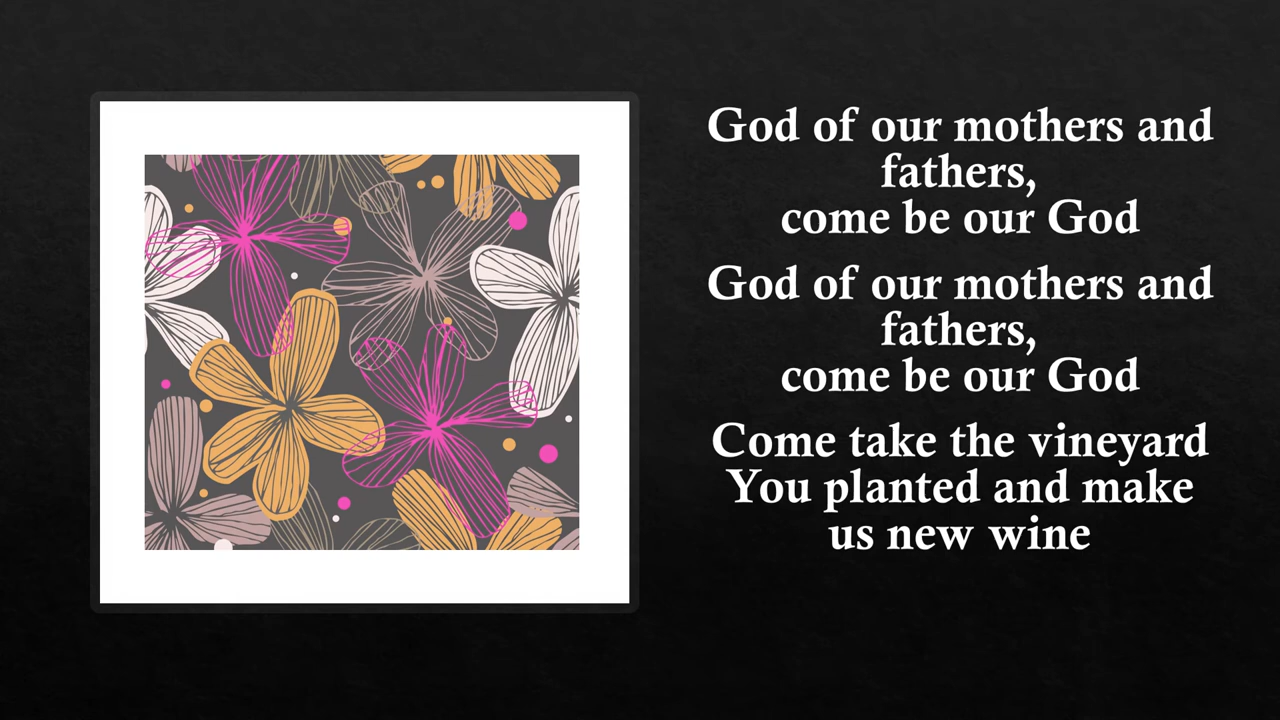 God of our mothers and
fathers,
come be our God
God of our mothers and
fathers,
come be our God
Come take the vineyard
You planted and make
us new wine